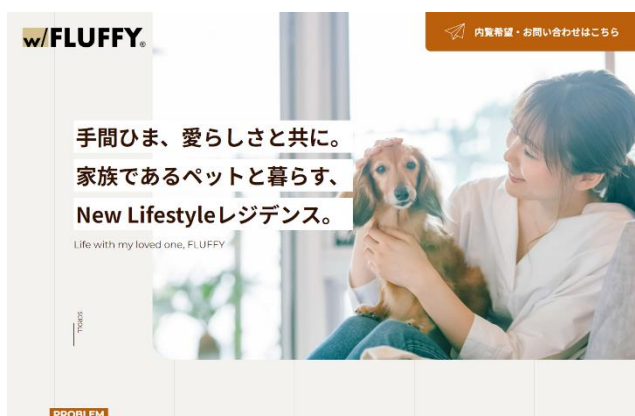 w/FLUFFY®
内覧希望・お問い合わせはこちら
手間ひま、愛らしさと共に。
家族であるペットと暮らす、
New Lifestyleレジデンス。
Life with my loved one, FLUFFY
SCROLL
PROBLEM